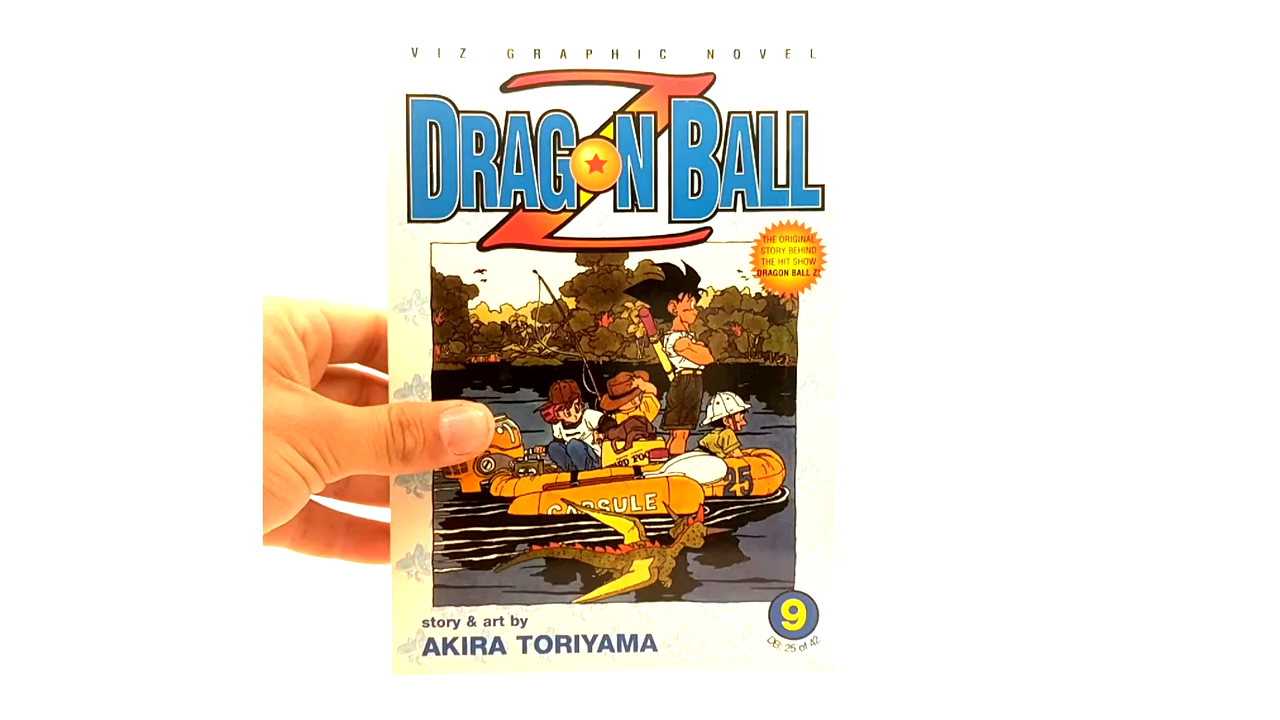 VIZ GRAPHIC NOVEL
Z
DRAGON BALL
THE ORIGINAL
STORY BEHIND
THE HIT SHOW
DRAGON BALL Z!
CAPSULE
25
story & art by
AKIRA TORIYAMA
9
DB: 25 of 42